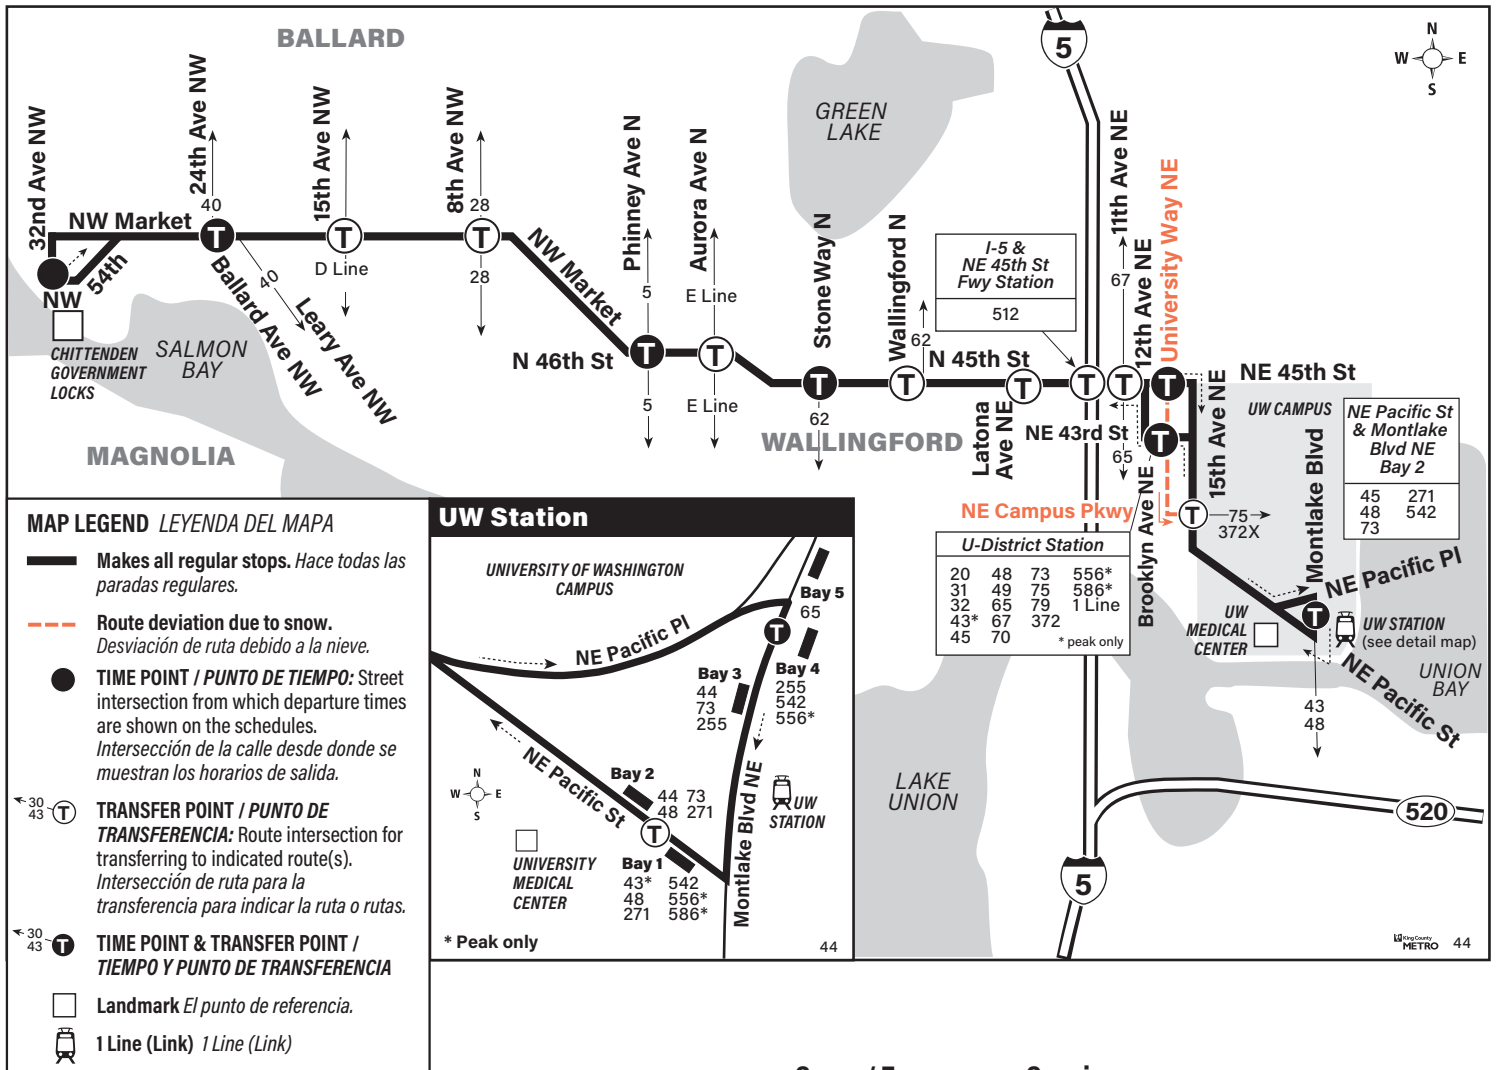 BALLARD
32nd Ave NW
24th Ave NW
15th Ave NW
8th Ave NW
Phinney Ave N
Aurora Ave N
Stone Way N
Wallingford N
GREEN
LAKE
5
11th Ave NE
12th Ave NE
University Way NE
N
W E
S
NW Market
40
T
T
D Line
28
T
28
40
NW
54th
Ballard Ave NW
Leary Ave NW
NW Market
CHITTENDEN
GOVERNMENT
LOCKS
SALMON
BAY
MAGNOLIA
N 46th St
5
T
5
E Line
T
E Line
T
62
62
T
N 45th St
I-5 &
NE 45th St
Fwy Station
512
T
T
T
T
67
65
WALLINGFORD
Latona
Ave NE
NE 43rd St
T
NE 45th St
15th Ave NE
UW CAMPUS
Montlake Blvd
NE Pacific St
& Montlake
Blvd NE
Bay 2
45 271
48 542
73
NE Campus Pkwy
Brooklyn Ave NE
T
75
372X
U-District Station
20 48 73 556*
31 49 75 586*
32 65 79 1 Line
43* 67 372
45 70 * peak only
NE Pacific Pl
T
UW
MEDICAL
CENTER
UW STATION
(see detail map)
UNION
BAY
NE Pacific St
43
48
LAKE
UNION
520
5
King County
METRO 44
MAP LEGEND LEYENDA DEL MAPA
Makes all regular stops. Hace todas las
paradas regulares.
Route deviation due to snow.
Desviación de ruta debido a la nieve.
TIME POINT / PUNTO DE TIEMPO: Street
intersection from which departure times
are shown on the schedules.
Intersección de la calle desde donde se
muestran los horarios de salida.
30
43 T
TRANSFER POINT / PUNTO DE
TRANSFERENCIA: Route intersection for
transferring to indicated route(s).
Intersección de ruta para la
transferencia para indicar la ruta o rutas.
30
43 T
TIME POINT & TRANSFER POINT /
TIEMPO Y PUNTO DE TRANSFERENCIA
Landmark El punto de referencia.
1 Line (Link) 1 Line (Link)
UW Station
UNIVERSITY OF WASHINGTON
CAMPUS
Bay 5
65
NE Pacific Pl
T
Bay 3
44
73
255
Bay 4
255
542
556*
NE Pacific St
N
W E
S
Bay 2
44 73
48 271
T
UW
STATION
Montlake Blvd NE
UNIVERSITY
MEDICAL
CENTER
Bay 1
43* 542
48 556*
271 586*
* Peak only
44